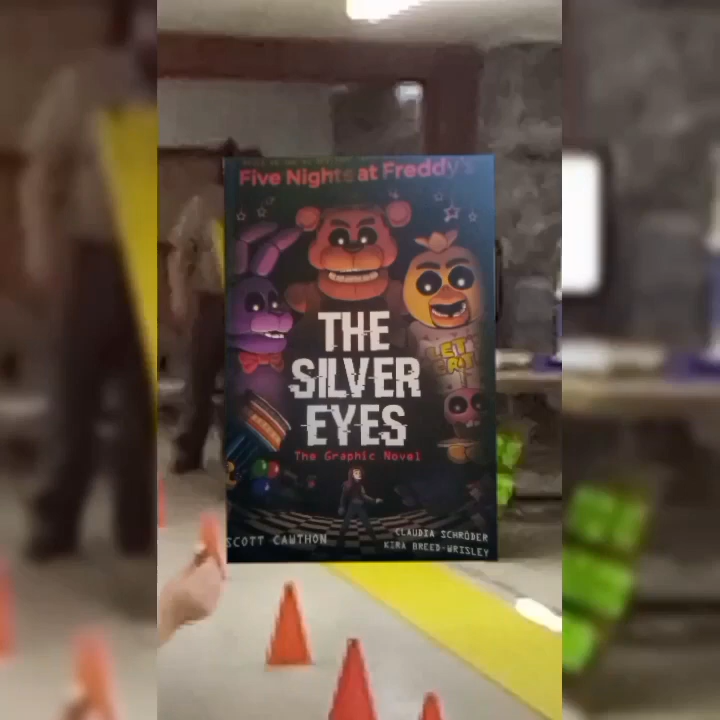 Five Nights at Freddy's
THE
SILVER
EYES
The Graphic Novel
SCOTT CAWTHON
CLAUDIA SCHRÖDER
KIRA BREED-WRISLEY